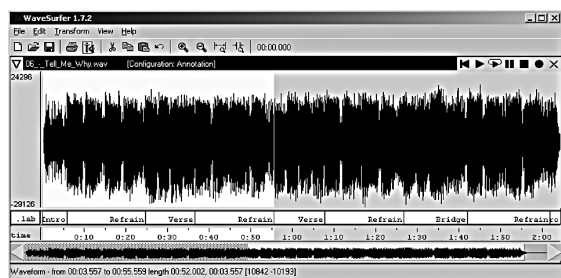 WaveSurfer 1.7.2
File Edit Transform View Help
00:00.000
06_-_Tell_Me_Why.wav [Configuration: Annotation]
24296
-29126
.lab Intro Refrain Verse Refrain Verse Refrain Bridge Refrain
time 0:10 0:20 0:30 0:40 0:50 1:00 1:10 1:20 1:30 1:40 1:50 2:00
Waveform - from 00:03.557 to 00:55.559 length 00:52.002, 00:03.557 [10842 -10193]